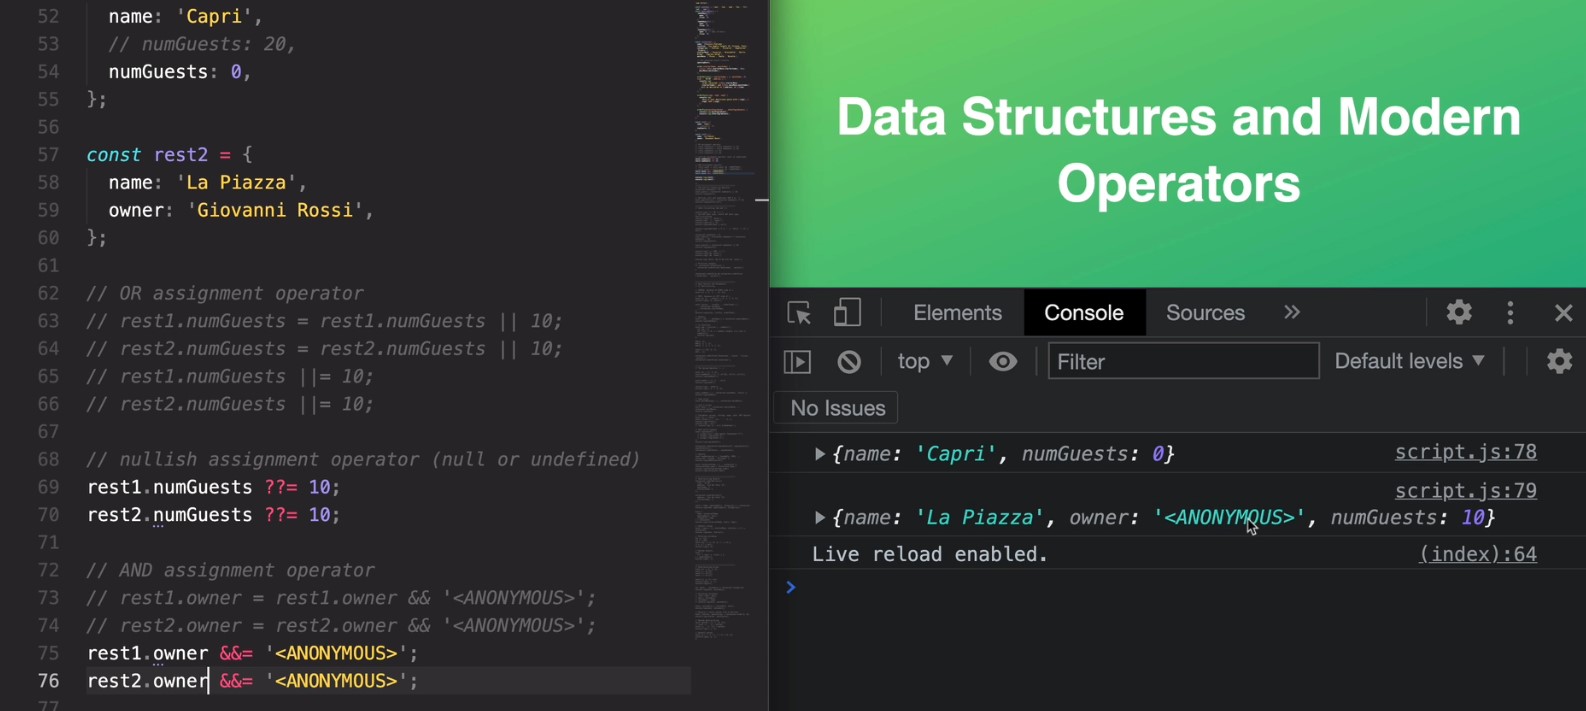 52 name: 'Capri',
53 // numGuests: 20,
54 numGuests: 0,
55 };
56
57 const rest2 = {
58 name: 'La Piazza',
59 owner: 'Giovanni Rossi',
60 };
61
62 // OR assignment operator
63 // rest1.numGuests = rest1.numGuests || 10;
64 // rest2.numGuests = rest2.numGuests || 10;
65 // rest1.numGuests ||= 10;
66 // rest2.numGuests ||= 10;
67
68 // nullish assignment operator (null or undefined)
69 rest1.numGuests ??= 10;
70 rest2.numGuests ??= 10;
71
72 // AND assignment operator
73 // rest1.owner = rest1.owner && '<ANONYMOUS>';
74 // rest2.owner = rest2.owner && '<ANONYMOUS>';
75 rest1.owner &&= '<ANONYMOUS>';
76 rest2.owner &&= '<ANONYMOUS>';
77
Data Structures and Modern
Operators
Elements Console Sources »
top Filter Default levels
No Issues
{name: 'Capri', numGuests: 0} script.js:78
script.js:79
{name: 'La Piazza', owner: '<ANONYMOUS>', numGuests: 10}
Live reload enabled. (index):64
>